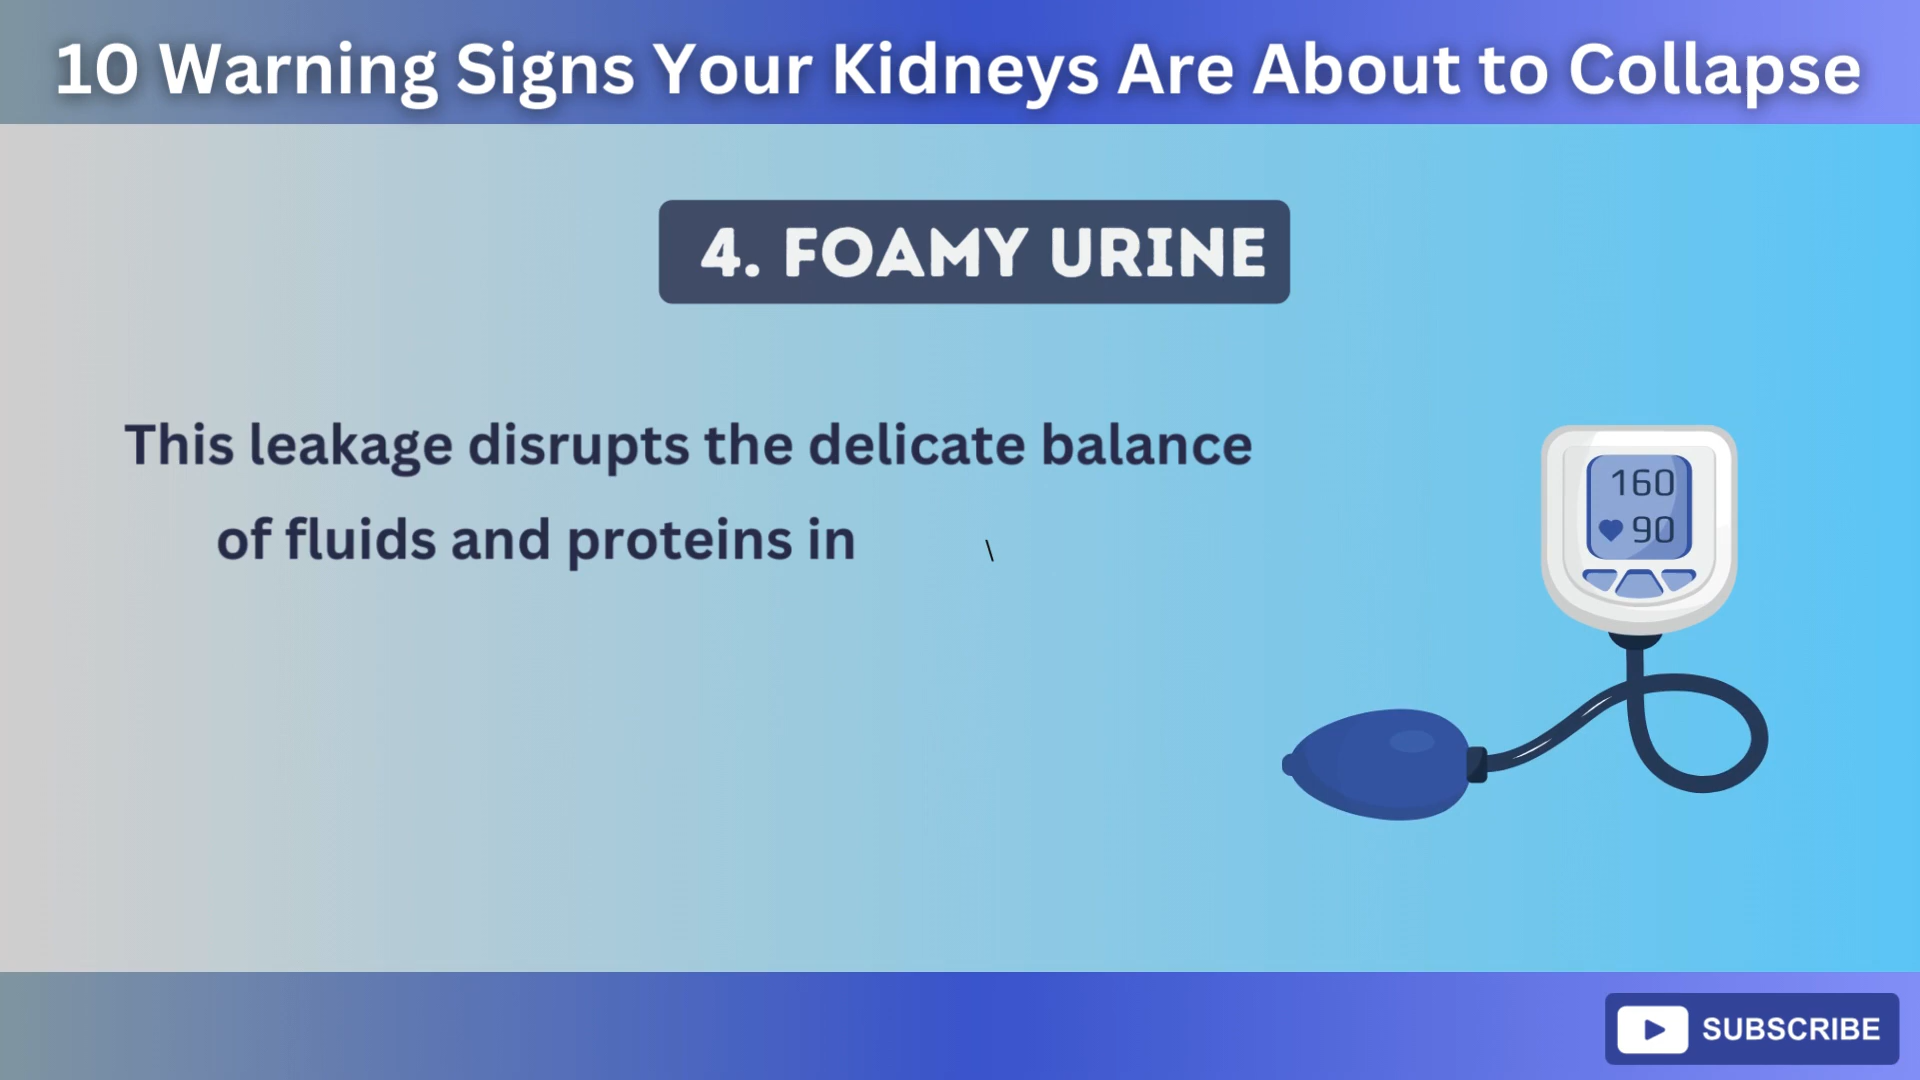 10 Warning Signs Your Kidneys Are About to Collapse
4. FOAMY URINE
This leakage disrupts the delicate balance
of fluids and proteins in \
160
90
SUBSCRIBE